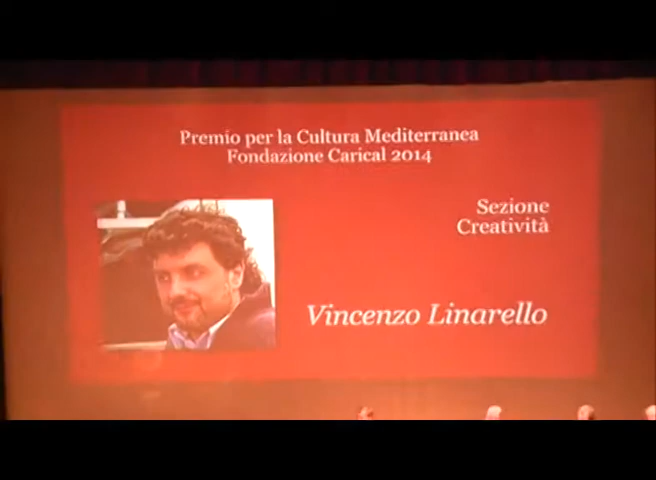 Premio per la Cultura Mediterranea
Fondazione Carical 2014
Sezione
Creatività
Vincenzo Linarello